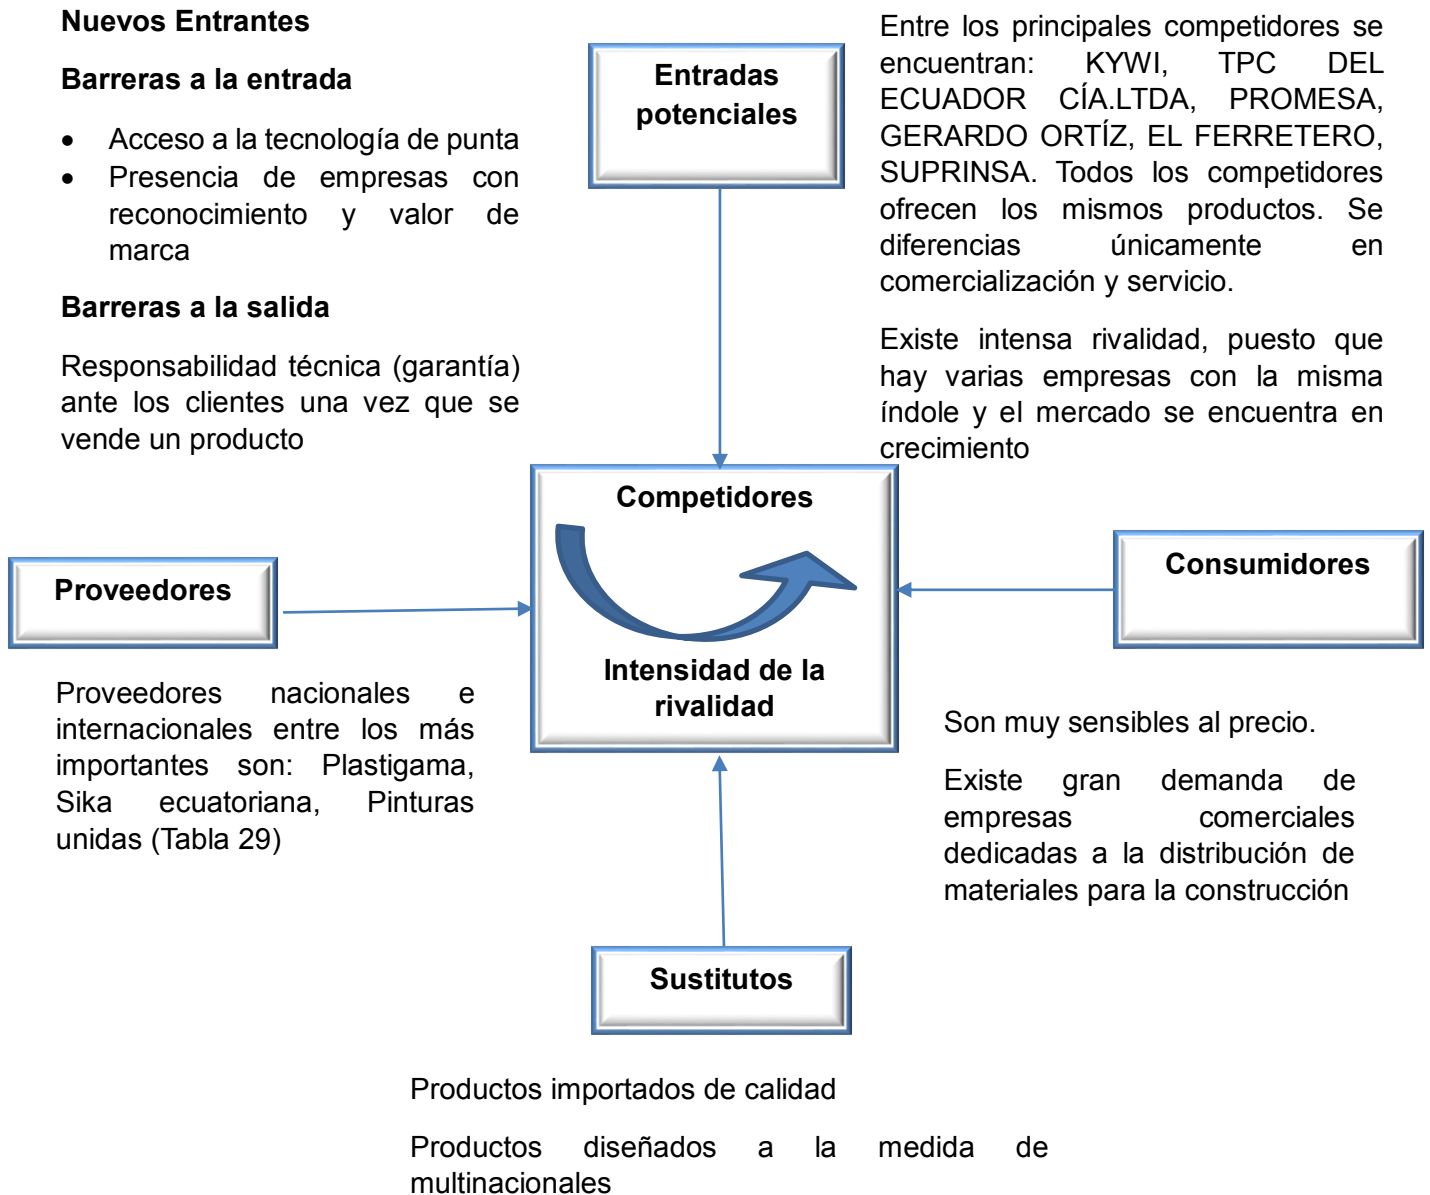 Nuevos Entrantes
Barreras a la entrada
• Acceso a la tecnología de punta
• Presencia de empresas con
reconocimiento y valor de
marca
Barreras a la salida
Responsabilidad técnica (garantía)
ante los clientes una vez que se
vende un producto
Entradas
potenciales
Entre los principales competidores se
encuentran: KYWI, TPC DEL
ECUADOR CÍA.LTDA, PROMESA,
GERARDO ORTÍZ, EL FERRETERO,
SUPRINSA. Todos los competidores
ofrecen los mismos productos. Se
diferencias únicamente en
comercialización y servicio.
Existe intensa rivalidad, puesto que
hay varias empresas con la misma
índole y el mercado se encuentra en
crecimiento
Competidores
Intensidad de la
rivalidad
Proveedores
Proveedores nacionales e
internacionales entre los más
importantes son: Plastigama,
Sika ecuatoriana, Pinturas
unidas (Tabla 29)
Consumidores
Son muy sensibles al precio.
Existe gran demanda de
empresas comerciales
dedicadas a la distribución de
materiales para la construcción
Sustitutos
Productos importados de calidad
Productos diseñados a la medida de
multinacionales